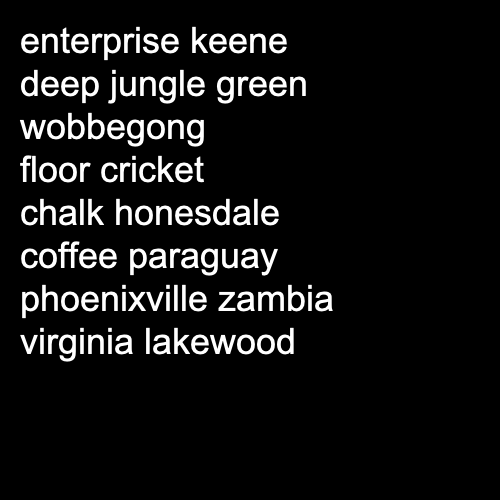 enterprise keene
deep jungle green
wobbegong
floor cricket
chalk honesdale
coffee paraguay
phoenixville zambia
virginia lakewood